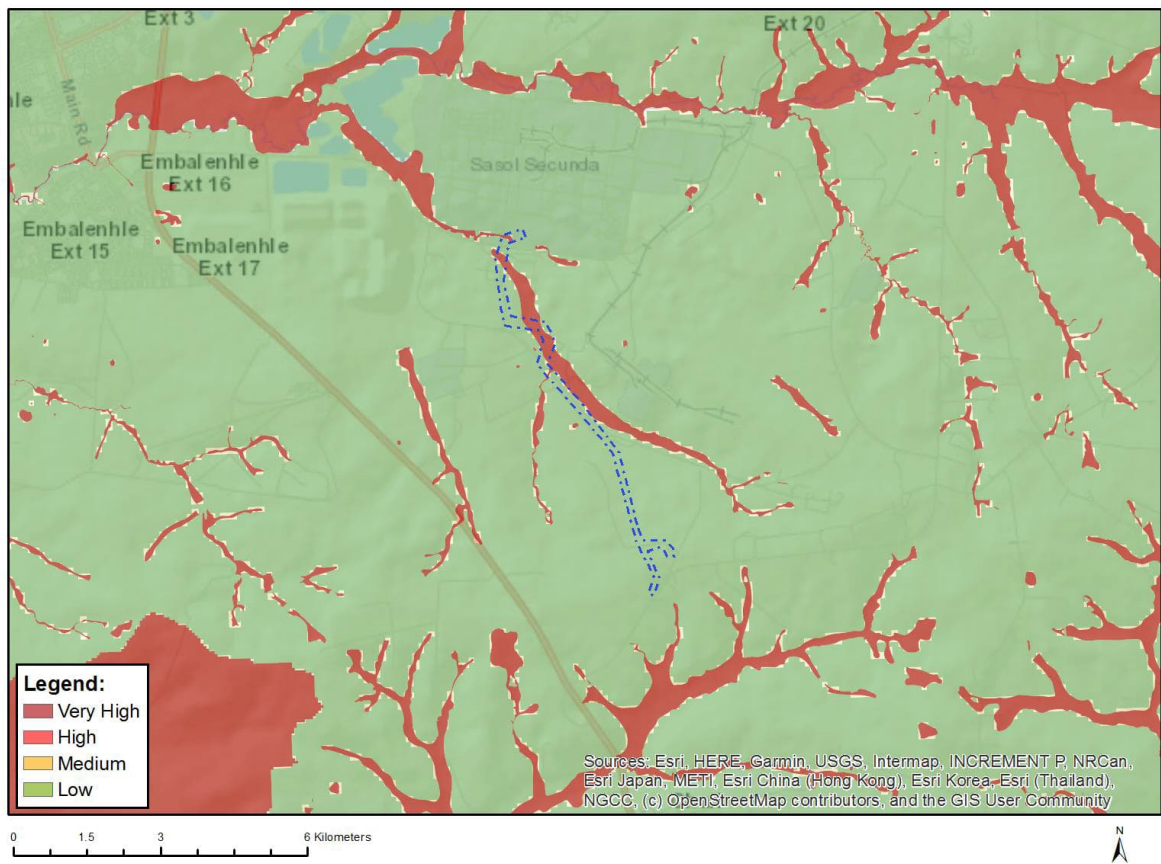 Ext 3
Ext 20
Main Rd
Embalenhle
Ext 16
Sasol Secunda
Embalenhle
Ext 15
Embalenhle
Ext 17
Legend:
Very High
High
Medium
Low
Sources: Esri, HERE, Garmin, USGS, Intermap, INCREMENT P, NRCan,
Esri Japan, METI, Esri China (Hong Kong), Esri Korea, Esri (Thailand),
NGCC, (c) OpenStreetMap contributors, and the GIS User Community
0 1.5 3 6 Kilometers
N